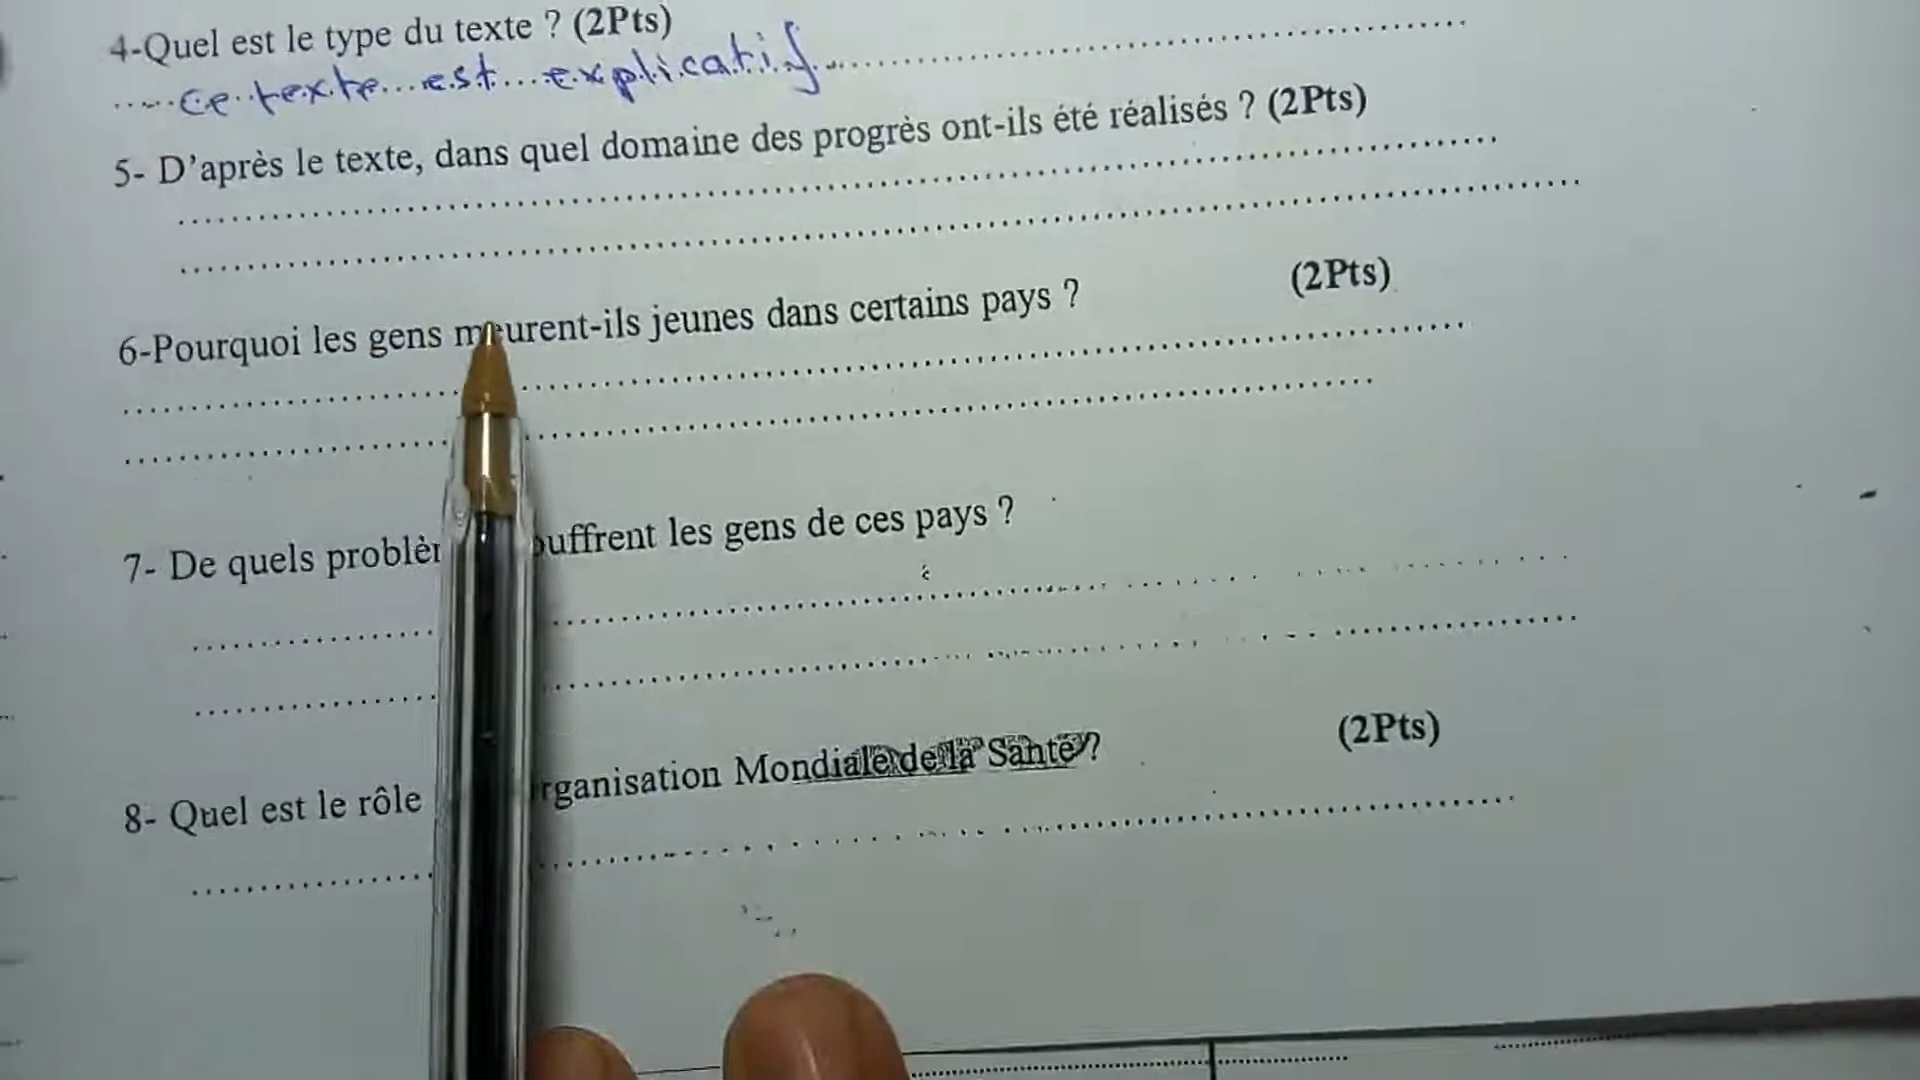 4-Quel est le type du texte ? (2Pts)
Ce texte est explicatif
5- D'après le texte, dans quel domaine des progrès ont-ils été réalisés ? (2Pts)
6-Pourquoi les gens meurent-ils jeunes dans certains pays ? (2Pts)
7- De quels problèm ouffrent les gens de ces pays ?
8- Quel est le rôle rganisation Mondiale de la Santé ? (2Pts)